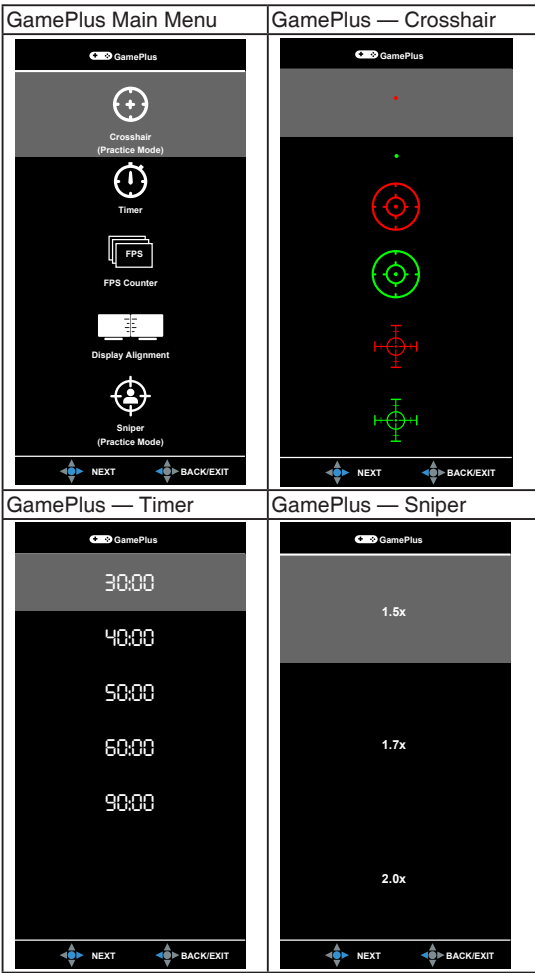 GamePlus Main Menu
GamePlus — Crosshair
GamePlus
Crosshair
(Practice Mode)
Timer
FPS
FPS Counter
Display Alignment
Sniper
(Practice Mode)
NEXT BACK/EXIT
GamePlus
NEXT BACK/EXIT
GamePlus — Timer
GamePlus — Sniper
GamePlus
30:00
40:00
50:00
60:00
90:00
NEXT BACK/EXIT
GamePlus
1.5x
1.7x
2.0x
NEXT BACK/EXIT